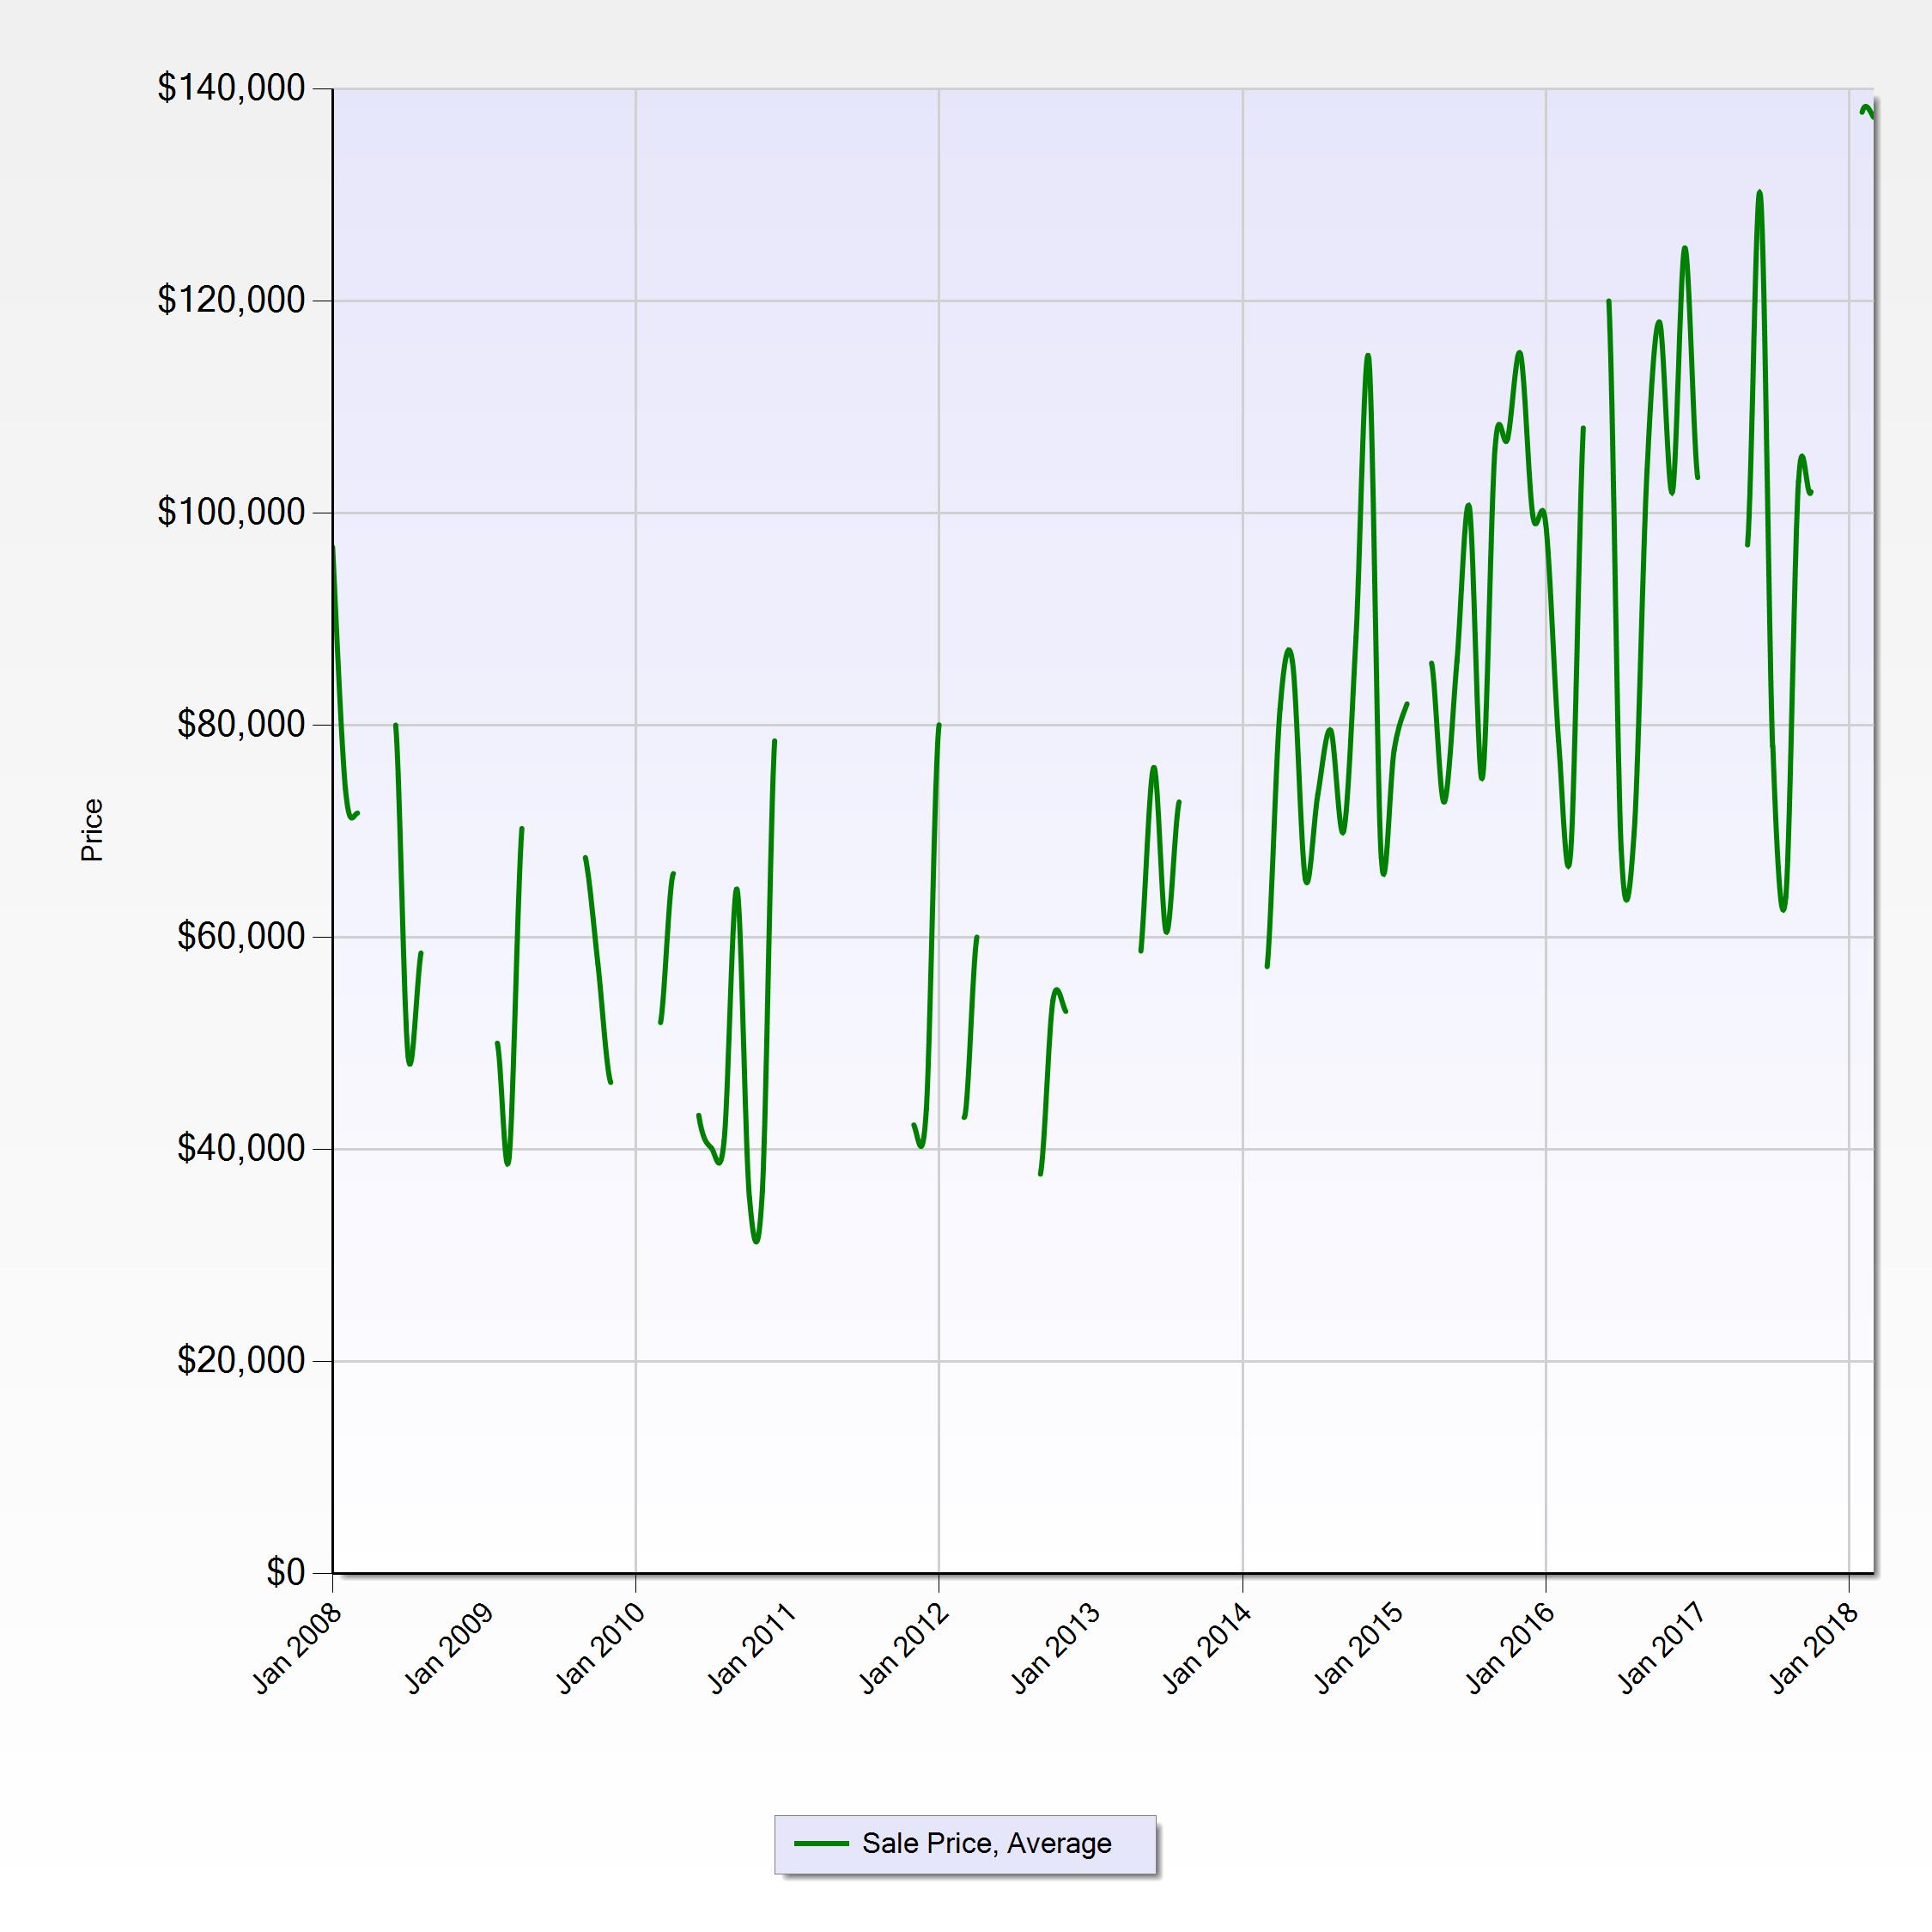 $140,000
$120,000
$100,000
$80,000
$60,000
$40,000
$20,000
$0
Price
Jan 2008
Jan 2009
Jan 2010
Jan 2011
Jan 2012
Jan 2013
Jan 2014
Jan 2015
Jan 2016
Jan 2017
Jan 2018
Sale Price, Average